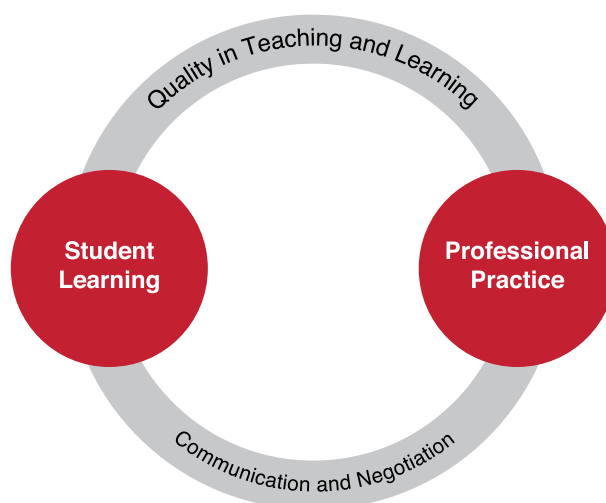 Quality in Teaching and Learning
Student
Learning
Professional
Practice
Communication and Negotiation